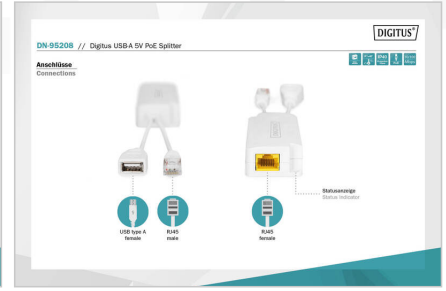 DIGITUS®
DN-95208 // Digitus USB-A 5V PoE Splitter
Anschlüsse
Connections
Statusanzeige
Status indicator
USB type A
female
RJ45
male
RJ45
female